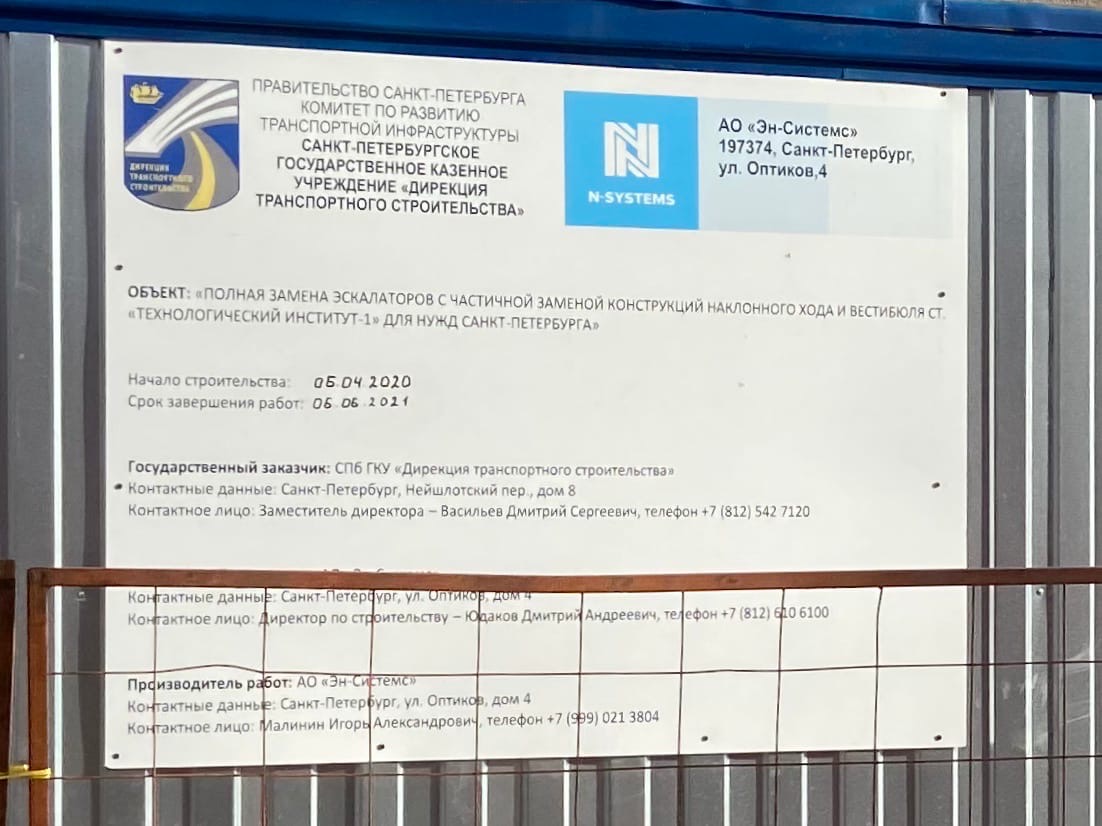 ДИРЕКЦИЯ
ТРАНСПОРТНОГО
СТРОИТЕЛЬСТВА
ПРАВИТЕЛЬСТВО САНКТ-ПЕТЕРБУРГА
КОМИТЕТ ПО РАЗВИТИЮ
ТРАНСПОРТНОЙ ИНФРАСТРУКТУРЫ
САНКТ-ПЕТЕРБУРГСКОЕ
ГОСУДАРСТВЕННОЕ КАЗЕННОЕ
УЧРЕЖДЕНИЕ «ДИРЕКЦИЯ
ТРАНСПОРТНОГО СТРОИТЕЛЬСТВА»
N-SYSTEMS
АО «Эн-Системс»
197374, Санкт-Петербург,
ул. Оптиков,4
ОБЪЕКТ: «ПОЛНАЯ ЗАМЕНА ЭСКАЛАТОРОВ С ЧАСТИЧНОЙ ЗАМЕНОЙ КОНСТРУКЦИЙ НАКЛОННОГО ХОДА И ВЕСТИБЮЛЯ СТ.
«ТЕХНОЛОГИЧЕСКИЙ ИНСТИТУТ-1» ДЛЯ НУЖД САНКТ-ПЕТЕРБУРГА»
Начало строительства: 05.04.2020
Срок завершения работ: 05.06.2021
Государственный заказчик: СПб ГКУ «Дирекция транспортного строительства»
Контактные данные: Санкт-Петербург, Нейшлотский пер., дом 8
Контактное лицо: Заместитель директора – Васильев Дмитрий Сергеевич, телефон +7 (812) 542 7120
Контактные данные: Санкт-Петербург, ул. Оптиков, дом 4
Контактное лицо: Директор по строительству – Юдаков Дмитрий Андреевич, телефон +7 (812) 610 6100
Производитель работ: АО «Эн-Системс»
Контактные данные: Санкт-Петербург, ул. Оптиков, дом 4
Контактное лицо: Малинин Игорь Александрович, телефон +7 (999) 021 3804